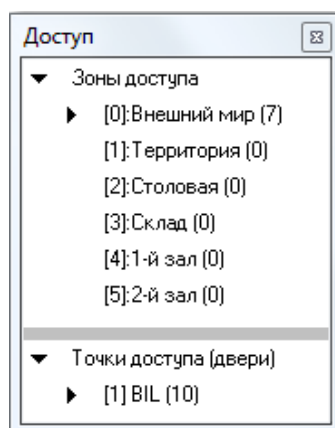 Доступ
Зоны доступа
[0]:Внешний мир (7)
[1]:Территория (0)
[2]:Столовая (0)
[3]:Склад (0)
[4]:1-й зал (0)
[5]:2-й зал (0)
Точки доступа (двери)
[1] BIL (10)